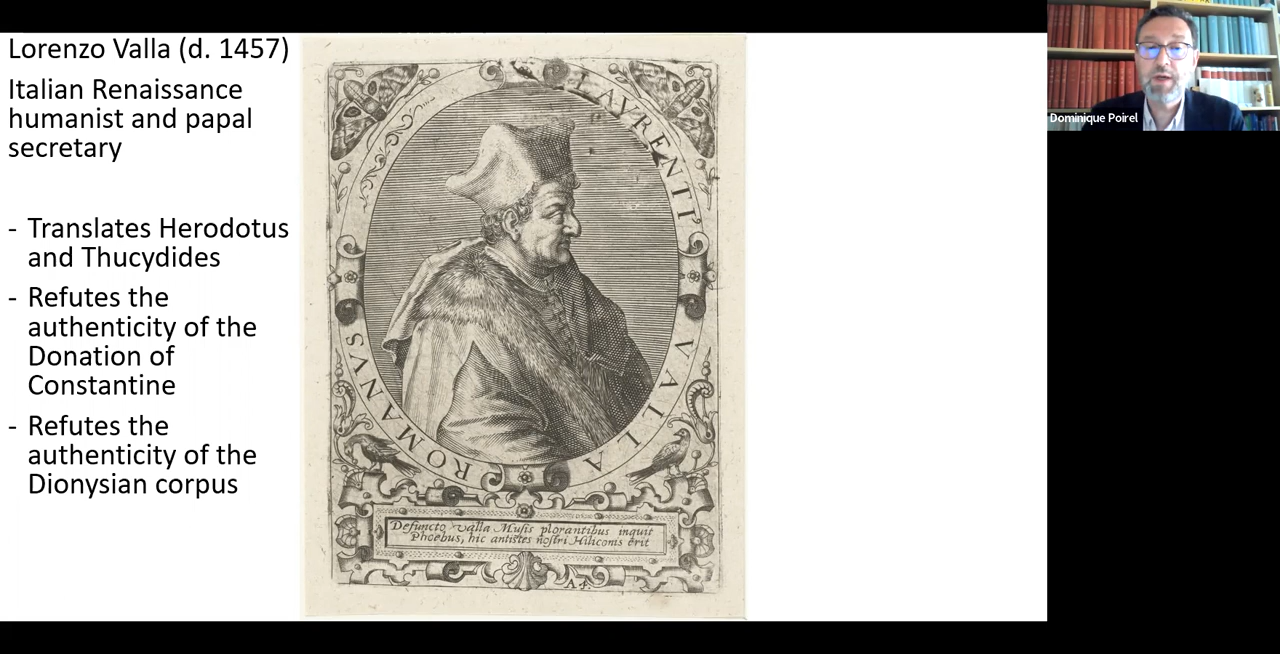 Lorenzo Valla (d. 1457)
Italian Renaissance
humanist and papal
secretary
- Translates Herodotus
and Thucydides
- Refutes the
authenticity of the
Donation of
Constantine
- Refutes the
authenticity of the
Dionysian corpus
LAVRENTI VALLA
ROMANVS
Defuncto valla Musis plorantibus inquit
Phoebus, hic antistes nostri Hiliconis erit
Dominique Poirel